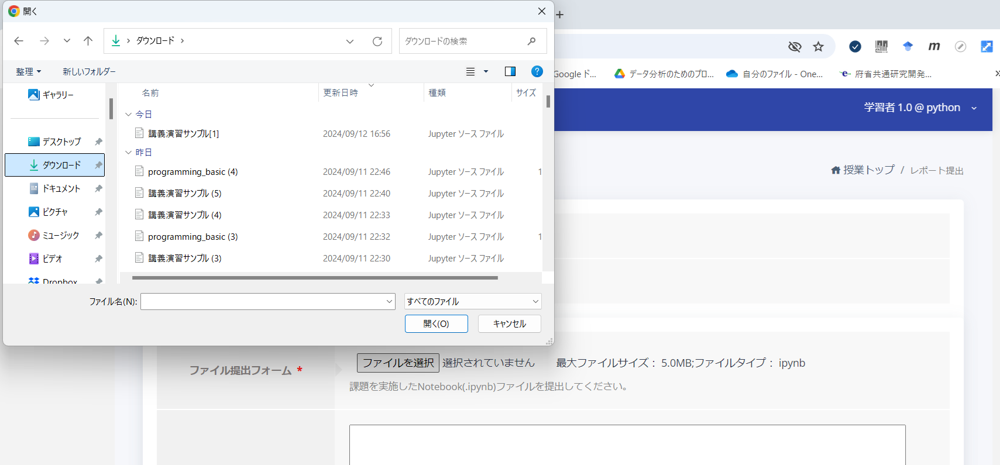 開く
ダウンロード
ダウンロードの検索
整理
新しいフォルダー
Google ド...
データ分析のためのプロ...
自分のファイル - One...
府省共通研究開発...
学習者 1.0 @ python
授業トップ / レポート提出
ギャラリー
デスクトップ
ダウンロード
ドキュメント
ピクチャ
ミュージック
ビデオ
Dropbox
名前 更新日時 種類 サイズ
今日
講義演習サンプル[1] 2024/09/12 16:56 Jupyter ソース ファイル
昨日
programming_basic (4) 2024/09/11 22:46 Jupyter ソース ファイル 1
講義演習サンプル (5) 2024/09/11 22:40 Jupyter ソース ファイル
講義演習サンプル (4) 2024/09/11 22:33 Jupyter ソース ファイル
programming_basic (3) 2024/09/11 22:32 Jupyter ソース ファイル 1
講義演習サンプル (3) 2024/09/11 22:30 Jupyter ソース ファイル
ファイル名(N):
すべてのファイル
開く(O) キャンセル
ファイル提出フォーム *
ファイルを選択 選択されていません 最大ファイルサイズ： 5.0MB;ファイルタイプ： ipynb
課題を実施したNotebook(.ipynb)ファイルを提出してください。